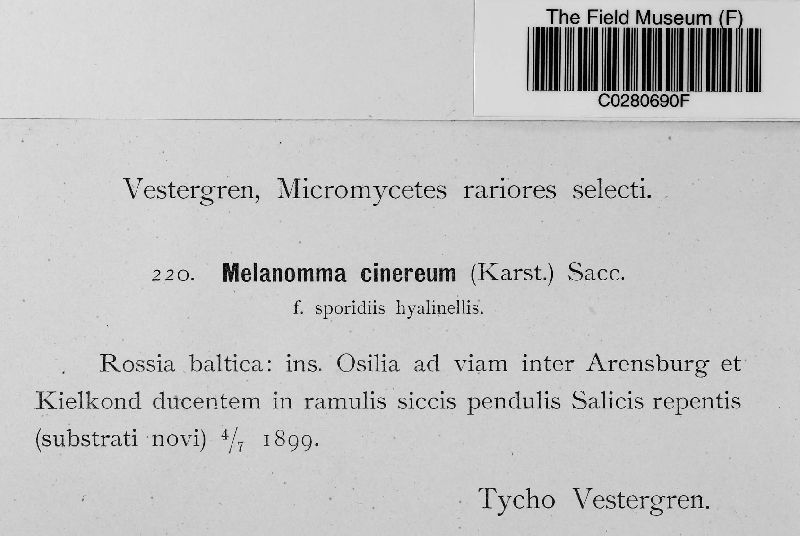 The Field Museum (F)
C0280690F
Vestergren, Micromycetes rariores selecti.
220. Melanomma cinereum (Karst.) Sacc.
f. sporidiis hyalinellis.
Rossia baltica: ins. Osilia ad viam inter Arensburg et
Kielkond ducentem in ramulis siccis pendulis Salicis repentis
(substrati novi) 4/7 1899.
Tycho Vestergren.